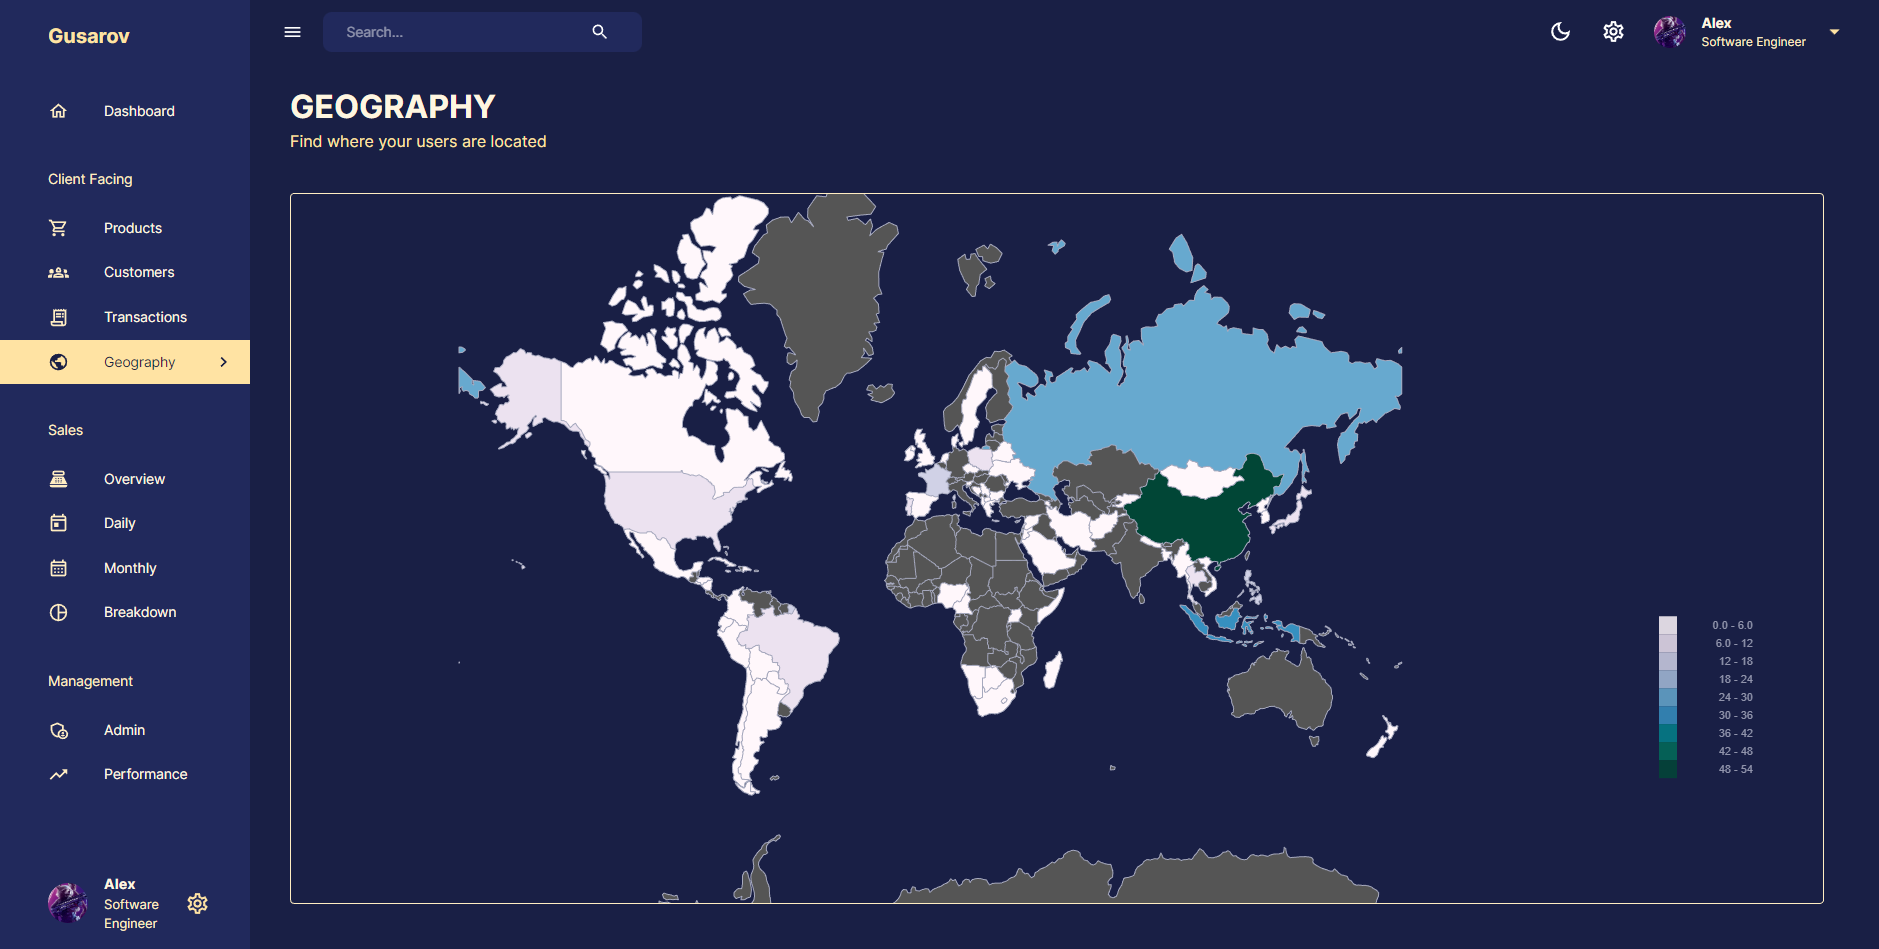 Gusarov
Dashboard
Client Facing
Products
Customers
Transactions
Geography
Sales
Overview
Daily
Monthly
Breakdown
Management
Admin
Performance
Alex
Software
Engineer
Search...
Alex
Software Engineer
GEOGRAPHY
Find where your users are located
0.0 - 6.0
6.0 - 12
12 - 18
18 - 24
24 - 30
30 - 36
36 - 42
42 - 48
48 - 54